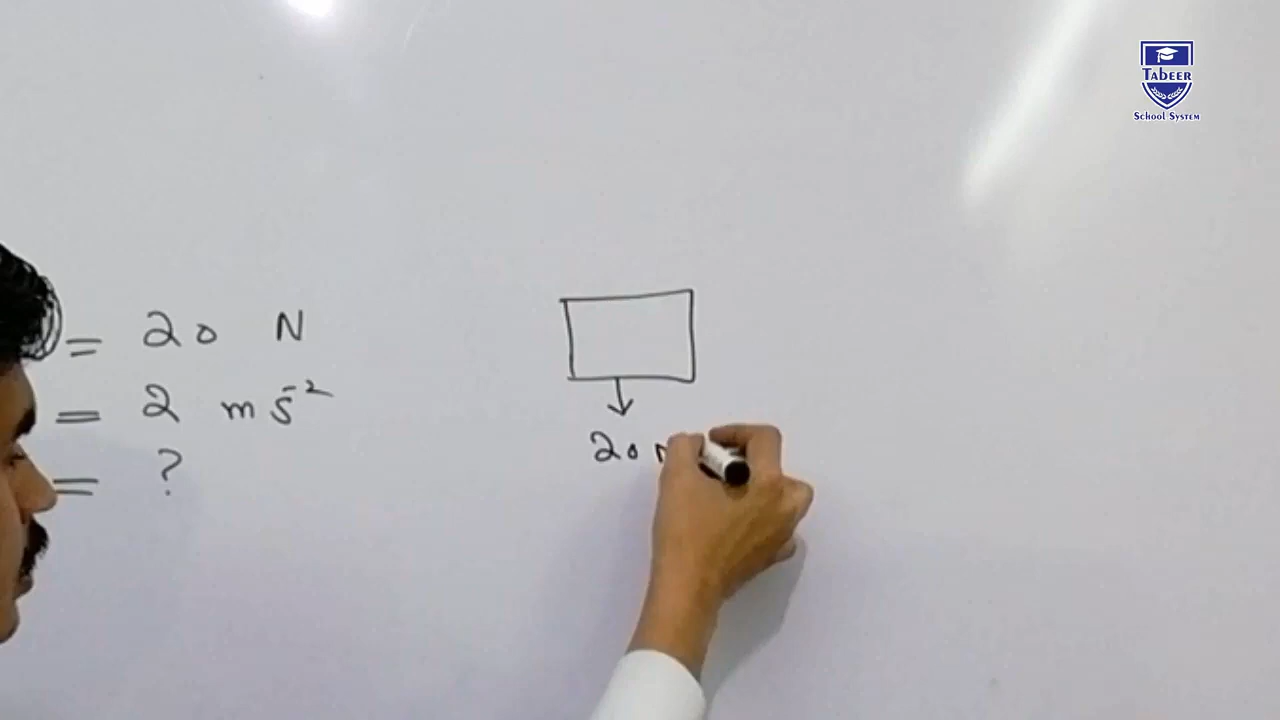 = 20 N
= 2 ms⁻²
= ?
20
TABEER
SCHOOL SYSTEM